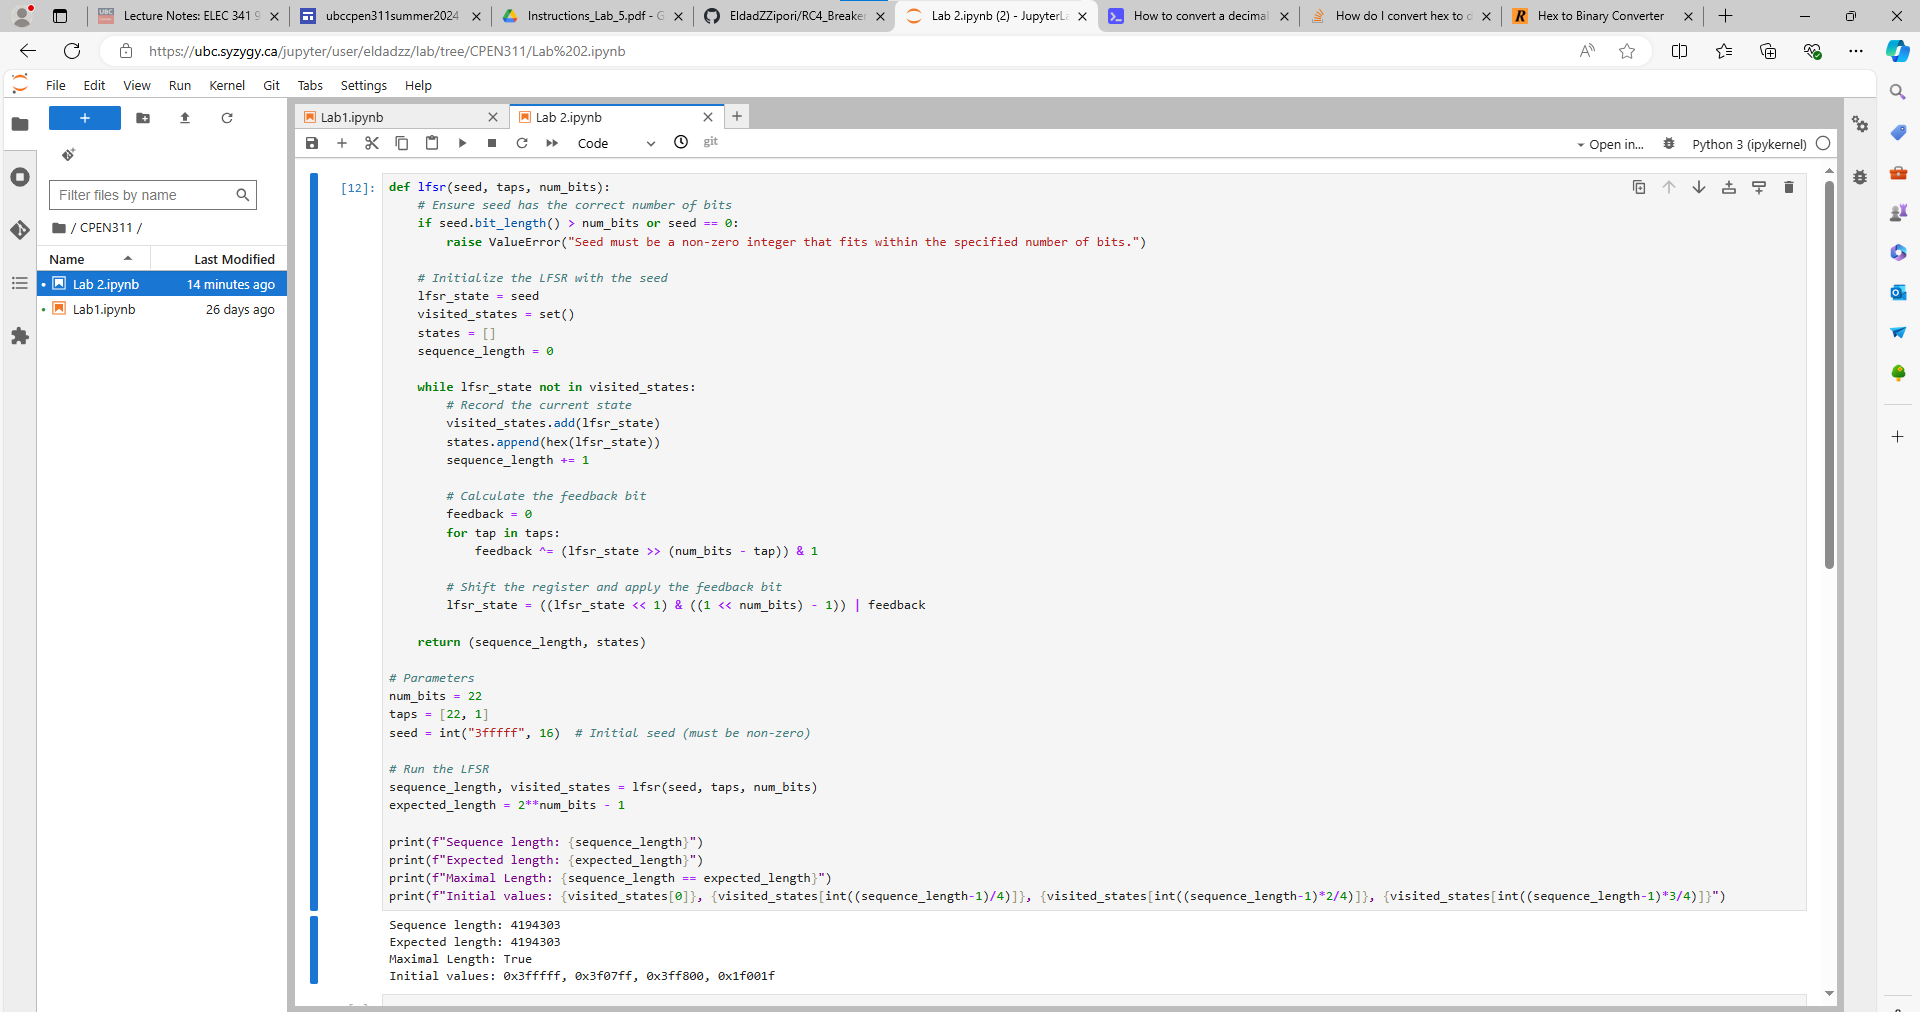 Lecture Notes: ELEC 341 9
ubccpen311summer2024
Instructions_Lab_5.pdf - G
EldadZZipori/RC4_Breaker
Lab 2.ipynb (2) - JupyterLa
How to convert a decimal
How do I convert hex to d
Hex to Binary Converter
https://ubc.syzygy.ca/jupyter/user/eldadzz/lab/tree/CPEN311/Lab%202.ipynb
File Edit View Run Kernel Git Tabs Settings Help
Filter files by name
/ CPEN311 /
Name Last Modified
Lab 2.ipynb 14 minutes ago
Lab1.ipynb 26 days ago
Lab1.ipynb
Lab 2.ipynb
Code
git
Open in...
Python 3 (ipykernel)
[12]:
def lfsr(seed, taps, num_bits):
    # Ensure seed has the correct number of bits
    if seed.bit_length() > num_bits or seed == 0:
        raise ValueError("Seed must be a non-zero integer that fits within the specified number of bits.")
    # Initialize the LFSR with the seed
    lfsr_state = seed
    visited_states = set()
    states = []
    sequence_length = 0
    while lfsr_state not in visited_states:
        # Record the current state
        visited_states.add(lfsr_state)
        states.append(hex(lfsr_state))
        sequence_length += 1
        # Calculate the feedback bit
        feedback = 0
        for tap in taps:
            feedback ^= (lfsr_state >> (num_bits - tap)) & 1
        # Shift the register and apply the feedback bit
        lfsr_state = ((lfsr_state << 1) & ((1 << num_bits) - 1)) | feedback
    return (sequence_length, states)
# Parameters
num_bits = 22
taps = [22, 1]
seed = int("3fffff", 16)  # Initial seed (must be non-zero)
# Run the LFSR
sequence_length, visited_states = lfsr(seed, taps, num_bits)
expected_length = 2**num_bits - 1
print(f"Sequence length: {sequence_length}")
print(f"Expected length: {expected_length}")
print(f"Maximal Length: {sequence_length == expected_length}")
print(f"Initial values: {visited_states[0]}, {visited_states[int((sequence_length-1)/4)]}, {visited_states[int((sequence_length-1)*2/4)]}, {visited_states[int((sequence_length-1)*3/4)]}")
Sequence length: 4194303
Expected length: 4194303
Maximal Length: True
Initial values: 0x3fffff, 0x3f07ff, 0x3ff800, 0x1f001f